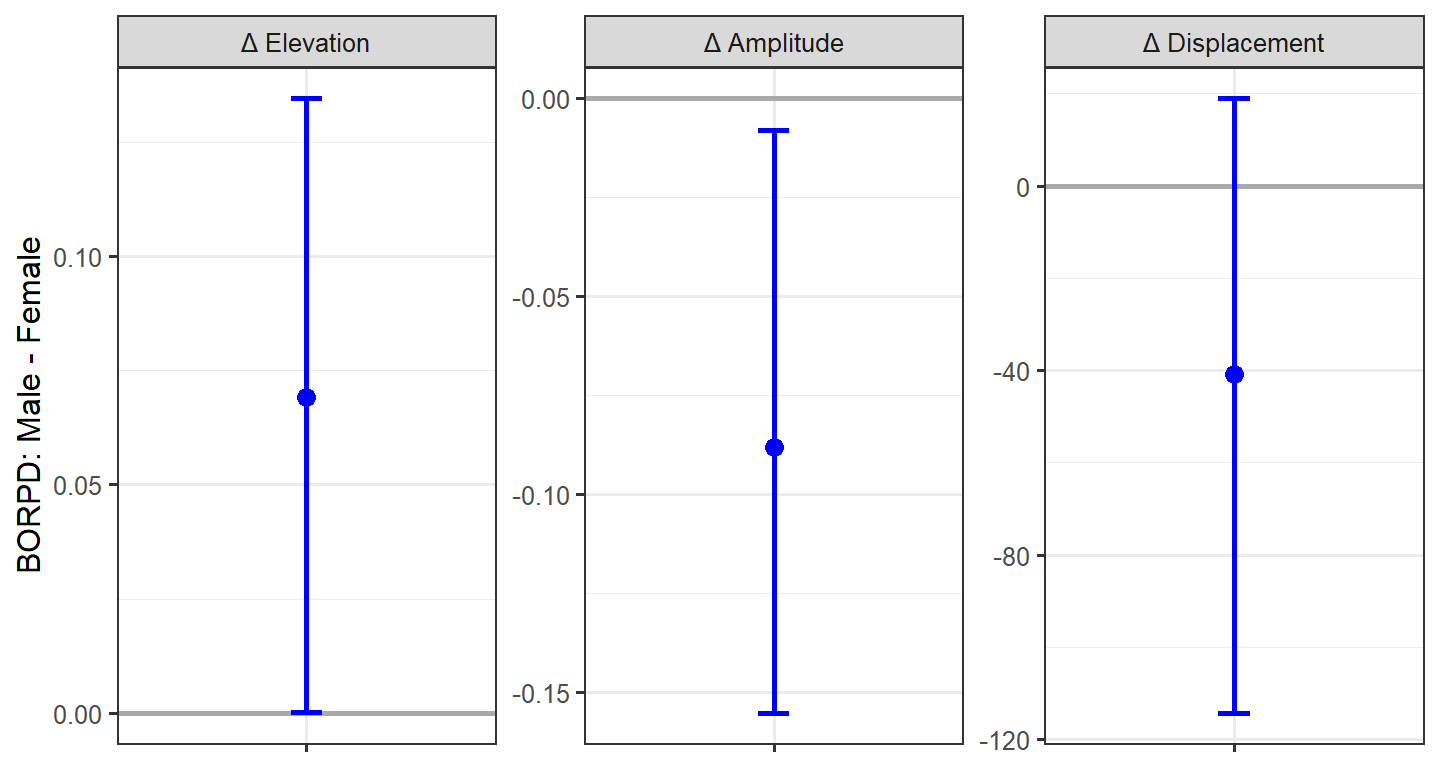 Δ Elevation
Δ Amplitude
Δ Displacement
BORPD: Male - Female
0.10
0.05
0.00
0.00
-0.05
-0.10
-0.15
0
-40
-80
-120